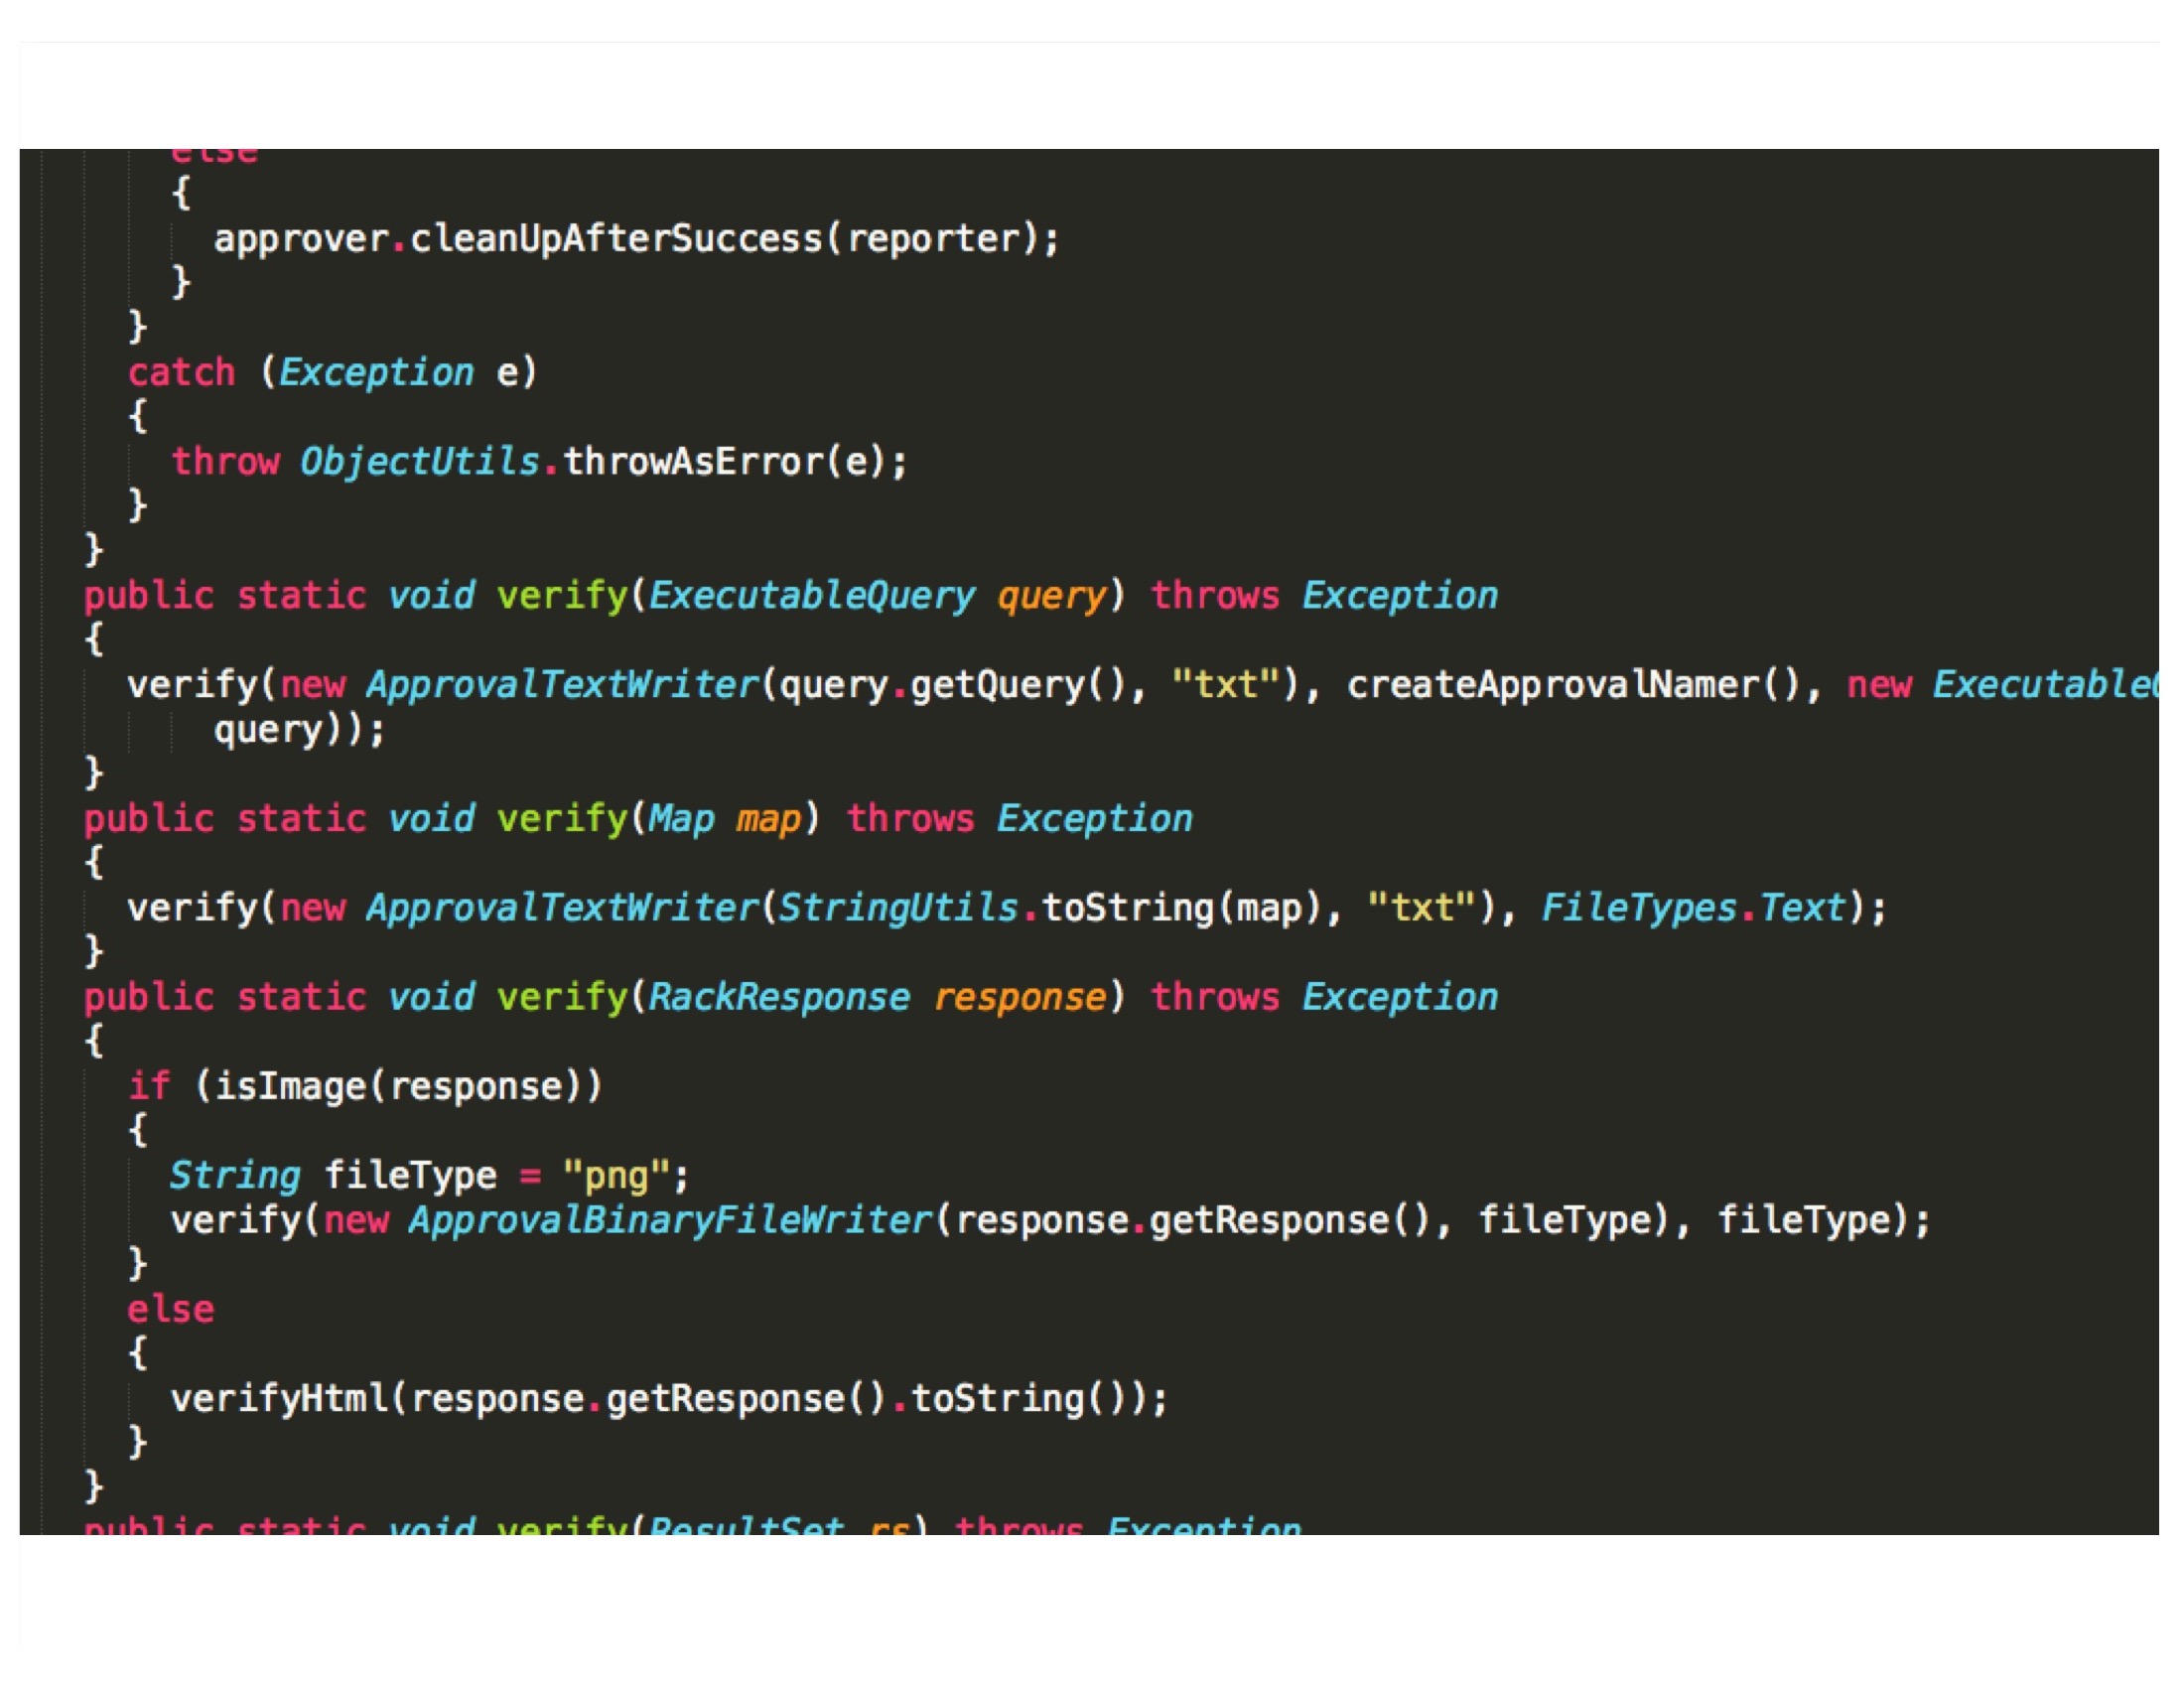 else
{
approver.cleanUpAfterSuccess(reporter);
}
}
catch (Exception e)
{
throw ObjectUtils.throwAsError(e);
}
}
public static void verify(ExecutableQuery query) throws Exception
{
verify(new ApprovalTextWriter(query.getQuery(), "txt"), createApprovalNamer(), new Executable
query));
}
public static void verify(Map map) throws Exception
{
verify(new ApprovalTextWriter(StringUtils.toString(map), "txt"), FileTypes.Text);
}
public static void verify(RackResponse response) throws Exception
{
if (isImage(response))
{
String fileType = "png";
verify(new ApprovalBinaryFileWriter(response.getResponse(), fileType), fileType);
}
else
{
verifyHtml(response.getResponse().toString());
}
}
public static void verify(ResultSet rs) throws Exception